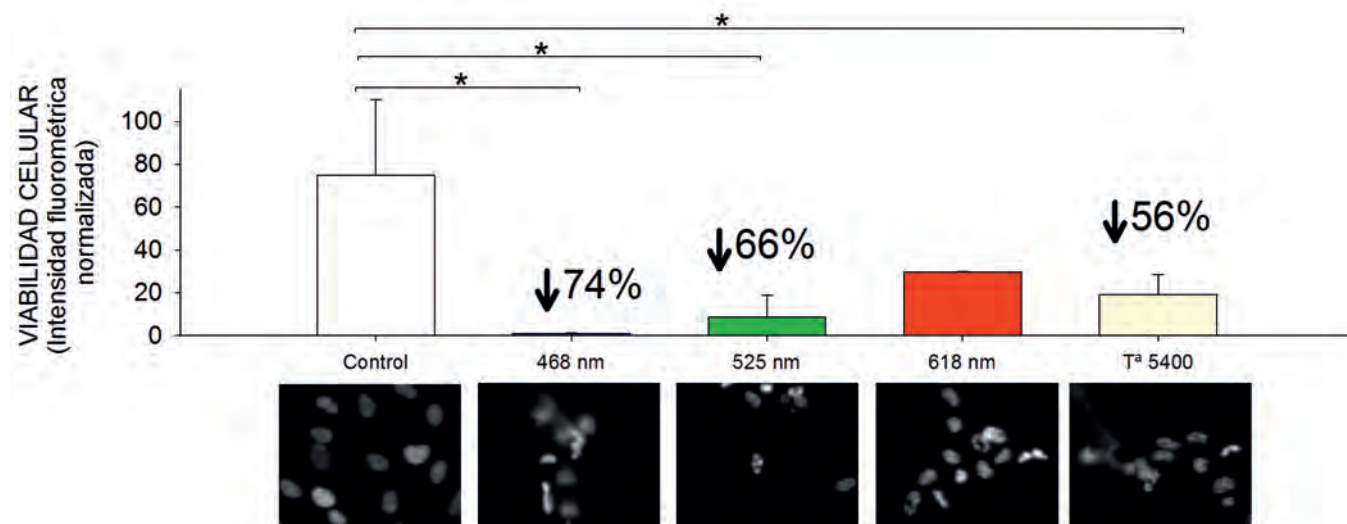 *
*
*
VIABILIDAD CELULAR
(Intensidad fluorométrica
normalizada)
100
80
60
40
20
0
↓74%
↓66%
↓56%
Control
468 nm
525 nm
618 nm
Tª 5400